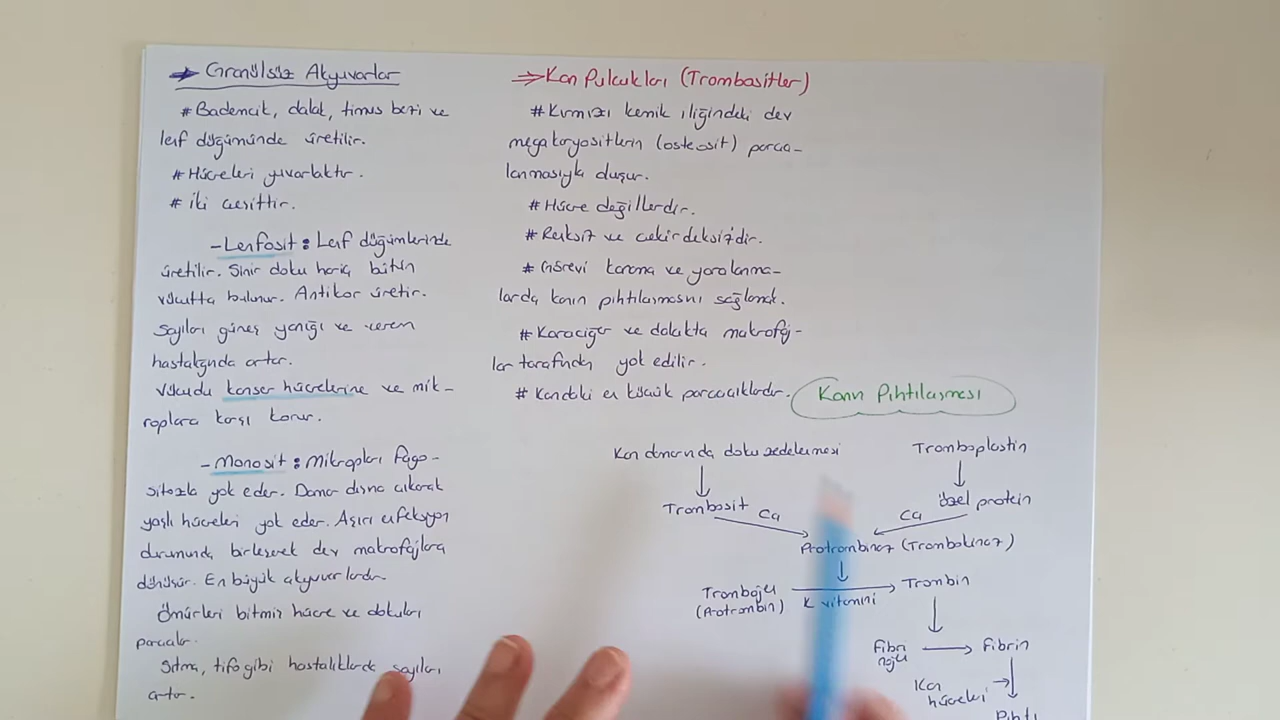 → Granülsüz Akyuvarlar
# Bademcik, dalak, timus bezi ve
lenf düğümünde üretilir.
# Hücreleri yuvarlaktır.
# İki çeşittir.
- Lenfosit : Lenf düğümlerinde
üretilir. Sinir doku hariç bütün
vücutta bulunur. Antikor üretir.
Sayıları güneş yanığı ve verem
hastalığında artar.
Vücudu kanser hücrelerine ve mik-
roplara karşı korur.
- Monosit : Mikropları fago-
sitozla yok eder. Damar dışına çıkarak
yaşlı hücreleri yok eder. Aşırı enfeksiyon
durumunda birleşerek dev makrofajlara
dönüşür. En büyük akyuvarlardır.
Ömürleri bitmiş hücre ve dokuları
parçalar.
Sıtma, tifo gibi hastalıklarda sayıları
artar.
⇒ Kan Pulcukları (Trombositler)
# Kırmızı kemik iliğindeki dev
megakaryositlerin (osteosit) parça-
lanmasıyla oluşur.
# Hücre değillerdir.
# Renksiz ve çekirdeksizdir.
# Görevi kanama ve yaralanma-
larda kanın pıhtılaşmasını sağlamak.
# Karaciğer ve dalakta makrofaj-
lar tarafından yok edilir.
# Kandaki en küçük parçacıklardır.
Kanın Pıhtılaşması
Kan damarında doku zedelenmesi
Tromboplastin
Trombosit
Ca
özel protein
Ca
Protrombinaz (Trombokinaz)
Trombojen
(Protrombin)
K vitamini
Trombin
Fibri
nojen
Fibrin
Kan
hücreleri
Pıhtı